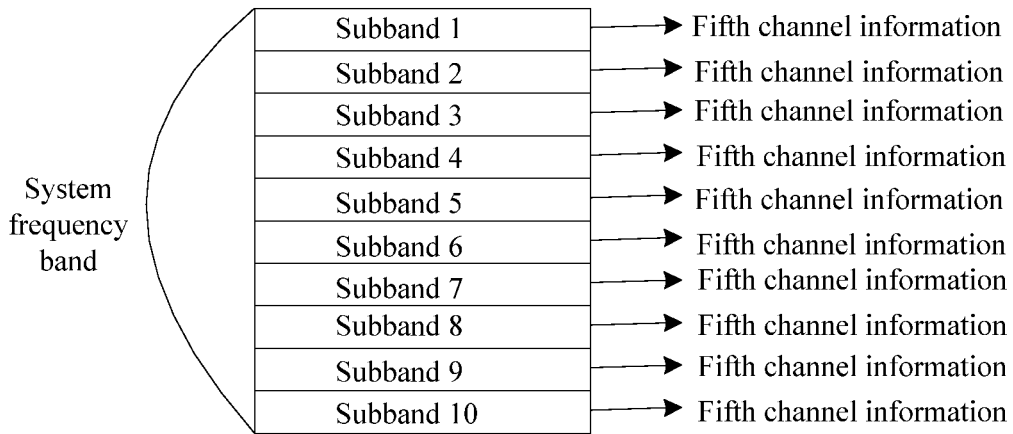 Subband 1 Fifth channel information
Subband 2 Fifth channel information
Subband 3 Fifth channel information
Subband 4 Fifth channel information
Subband 5 Fifth channel information
Subband 6 Fifth channel information
Subband 7 Fifth channel information
Subband 8 Fifth channel information
Subband 9 Fifth channel information
Subband 10 Fifth channel information
System
frequency
band